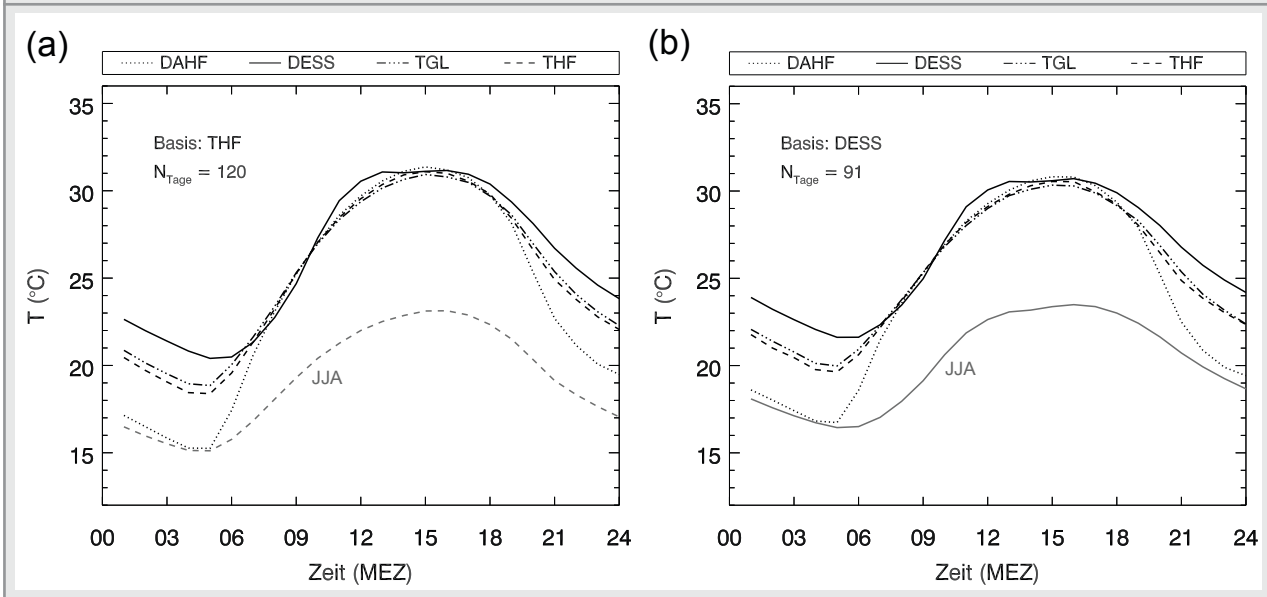 (a)
DAHF DESS TGL THF
Basis: THF
N_Tage = 120
JJA
T (°C)
35
30
25
20
15
00 03 06 09 12 15 18 21 24
Zeit (MEZ)
(b)
DAHF DESS TGL THF
Basis: DESS
N_Tage = 91
JJA
T (°C)
35
30
25
20
15
00 03 06 09 12 15 18 21 24
Zeit (MEZ)